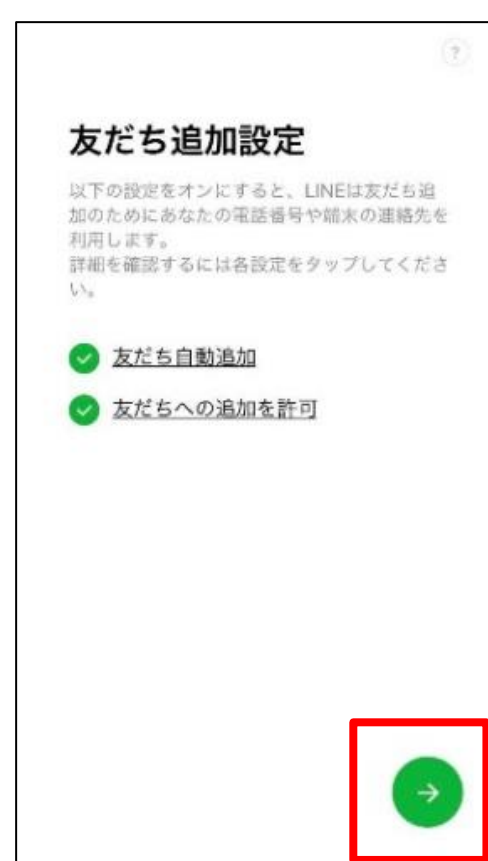 ?
友だち追加設定
以下の設定をオンにすると、LINEは友だち追
加のためにあなたの電話番号や端末の連絡先を
利用します。
詳細を確認するには各設定をタップしてくださ
い。
友だち自動追加
友だちへの追加を許可